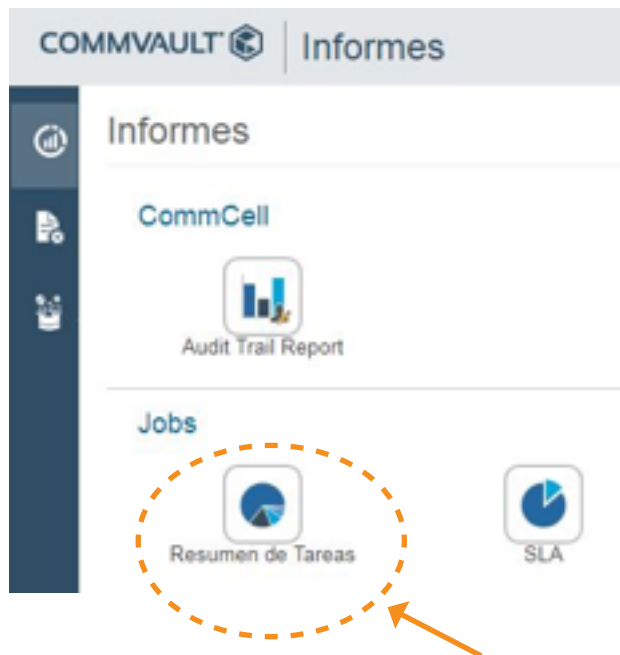 COMMVAULT Informes
Informes
CommCell
Audit Trail Report
Jobs
Resumen de Tareas
SLA